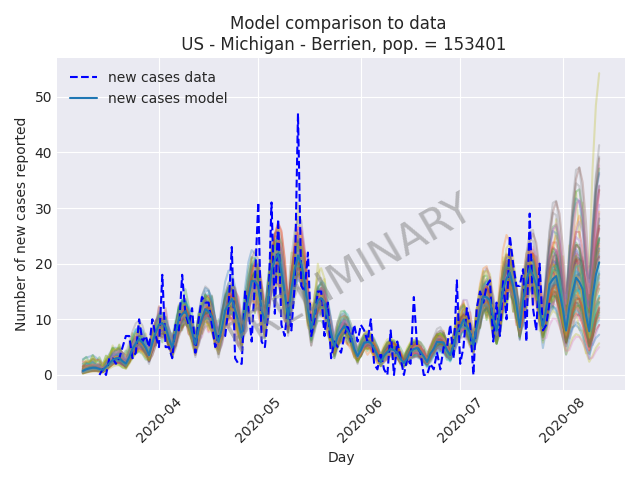 Model comparison to data
US - Michigan - Berrien, pop. = 153401
new cases data
new cases model
PRELIMINARY
Number of new cases reported
50
40
30
20
10
0
2020-04
2020-05
2020-06
2020-07
2020-08
Day